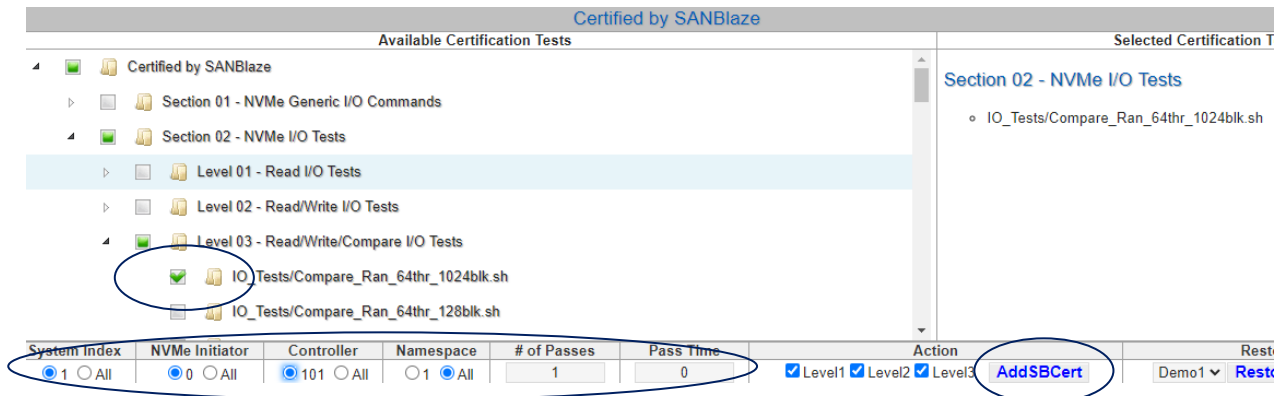 Certified by SANBlaze
Available Certification Tests
Selected Certification T
Certified by SANBlaze
Section 01 - NVMe Generic I/O Commands
Section 02 - NVMe I/O Tests
Level 01 - Read I/O Tests
Level 02 - Read/Write I/O Tests
Level 03 - Read/Write/Compare I/O Tests
IO_Tests/Compare_Ran_64thr_1024blk.sh
IO_Tests/Compare_Ran_64thr_128blk.sh
Section 02 - NVMe I/O Tests
IO_Tests/Compare_Ran_64thr_1024blk.sh
System Index NVMe Initiator Controller Namespace # of Passes Pass Time Action Resto
1 All 0 All 101 All 1 All 1 0 Level1 Level2 Level3 AddSBCert Demo1 Resto